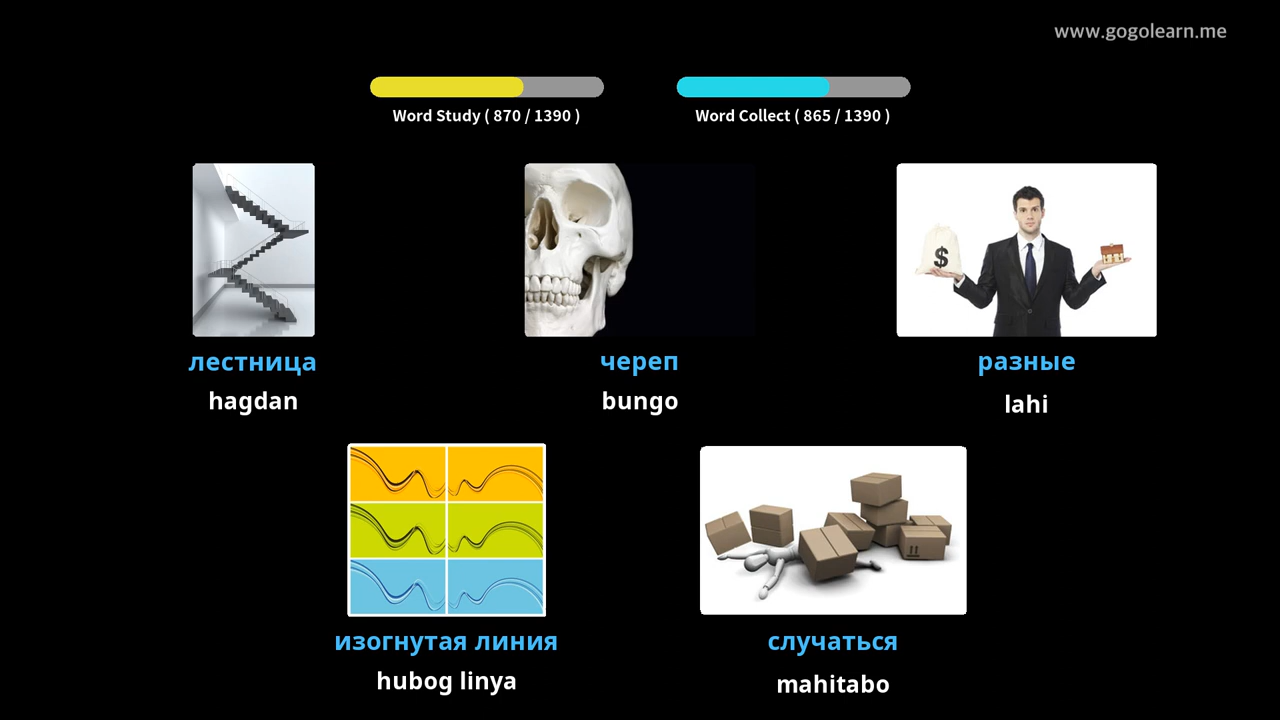 www.gogolearn.me
Word Study ( 870 / 1390 )
Word Collect ( 865 / 1390 )
$
лестница
hagdan
череп
bungo
разные
lahi
изогнутая линия
hubog linya
случаться
mahitabo